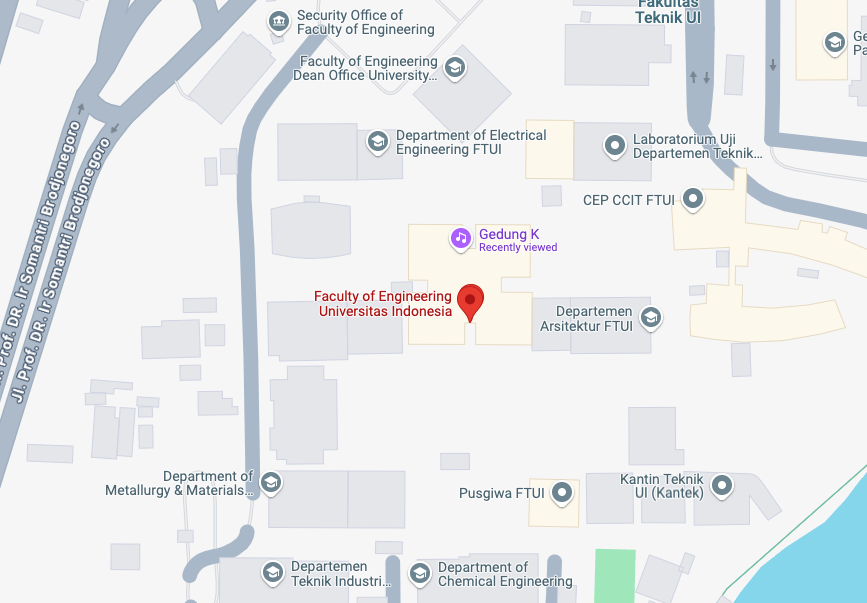 Security Office of
Faculty of Engineering
Fakultas
Teknik UI
Faculty of Engineering
Dean Office University...
Department of Electrical
Engineering FTUI
Laboratorium Uji
Departemen Teknik...
CEP CCIT FTUI
Gedung K
Recently viewed
Faculty of Engineering
Universitas Indonesia
Departemen
Arsitektur FTUI
Jl. Prof. DR. Ir Somantri Brodjonegoro
Jl. Prof. DR. Ir Somantri Brodjonegoro
Department of
Metallurgy & Materials...
Pusgiwa FTUI
Kantin Teknik
UI (Kantek)
Departemen
Teknik Industri...
Department of
Chemical Engineering